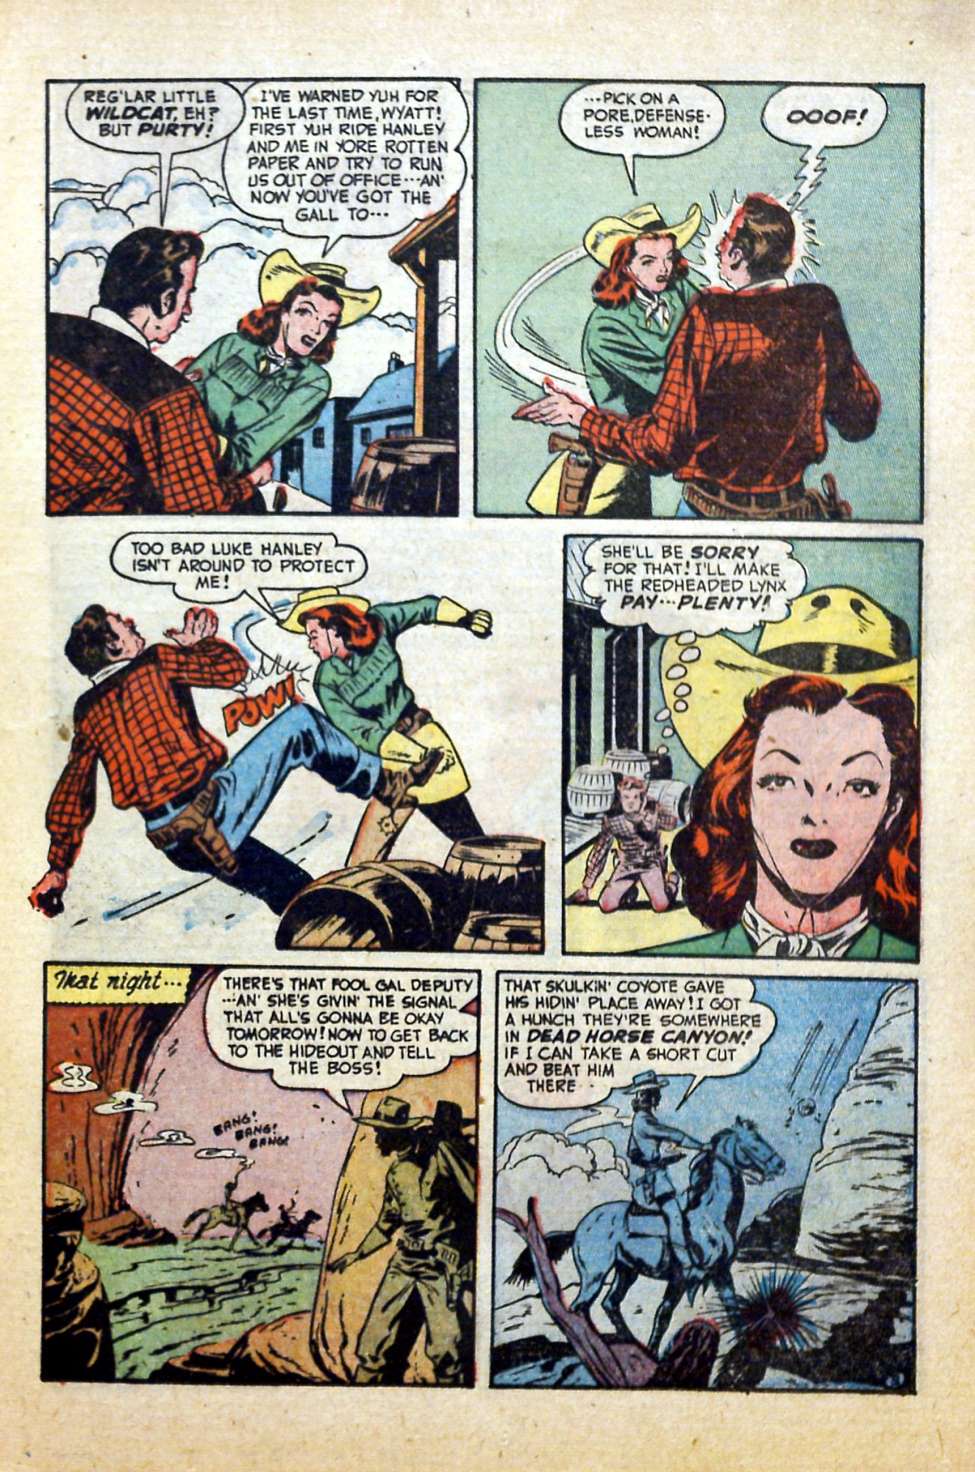 REG'LAR LITTLE
WILDCAT, EH?
BUT PURTY!
I'VE WARNED YUH FOR
THE LAST TIME, WYATT!
FIRST YUH RIDE HANLEY
AND ME IN YORE ROTTEN
PAPER AND TRY TO RUN
US OUT OF OFFICE---AN'
NOW YOU'VE GOT THE
GALL TO---
---PICK ON A
PORE, DEFENSE-
LESS WOMAN!
OOOF!
TOO BAD LUKE HANLEY
ISN'T AROUND TO PROTECT
ME!
POW!
SHE'LL BE SORRY
FOR THAT! I'LL MAKE
THE REDHEADED LYNX
PAY---PLENTY!
That night---
THERE'S THAT FOOL GAL DEPUTY
---AN' SHE'S GIVIN' THE SIGNAL
THAT ALL'S GONNA BE OKAY
TOMORROW! NOW TO GET BACK
TO THE HIDEOUT AND TELL
THE BOSS!
BANG!
BANG!
BANG!
THAT SKULKIN' COYOTE GAVE
HIS HIDIN' PLACE AWAY! I GOT
A HUNCH THEY'RE SOMEWHERE
IN DEAD HORSE CANYON!
IF I CAN TAKE A SHORT CUT
AND BEAT HIM
THERE--